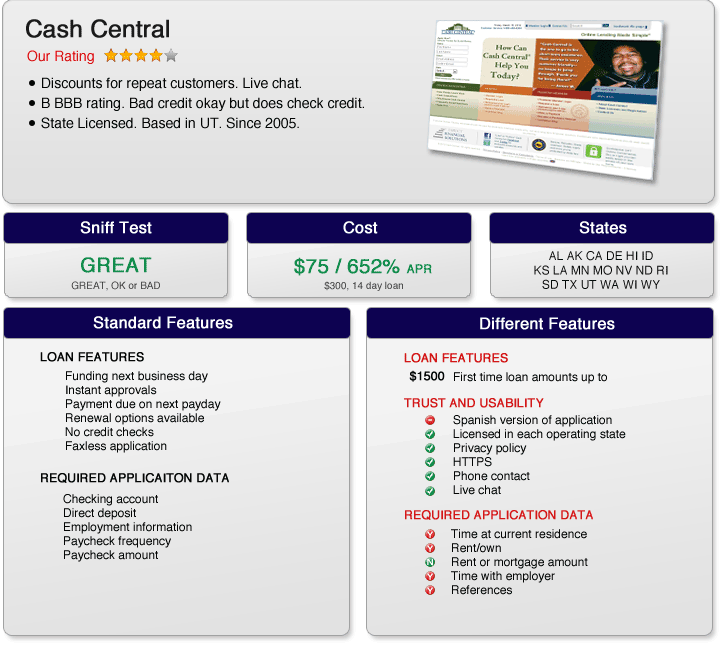 Cash Central
Our Rating
Discounts for repeat customers. Live chat.
B BBB rating. Bad credit okay but does check credit.
State Licensed. Based in UT. Since 2005.
Online Lending Made Simple
How Can
Cash Central
Help You
Today?
Sniff Test
GREAT
GREAT, OK or BAD
Cost
$75 / 652% APR
$300, 14 day loan
States
AL AK CA DE HI ID
KS LA MN MO NV ND RI
SD TX UT WA WI WY
Standard Features
LOAN FEATURES
Funding next business day
Instant approvals
Payment due on next payday
Renewal options available
No credit checks
Faxless application
REQUIRED APPLICAITON DATA
Checking account
Direct deposit
Employment information
Paycheck frequency
Paycheck amount
Different Features
LOAN FEATURES
$1500 First time loan amounts up to
TRUST AND USABILITY
Spanish version of application
Licensed in each operating state
Privacy policy
HTTPS
Phone contact
Live chat
REQUIRED APPLICATION DATA
Y Time at current residence
Y Rent/own
N Rent or mortgage amount
Y Time with employer
Y References